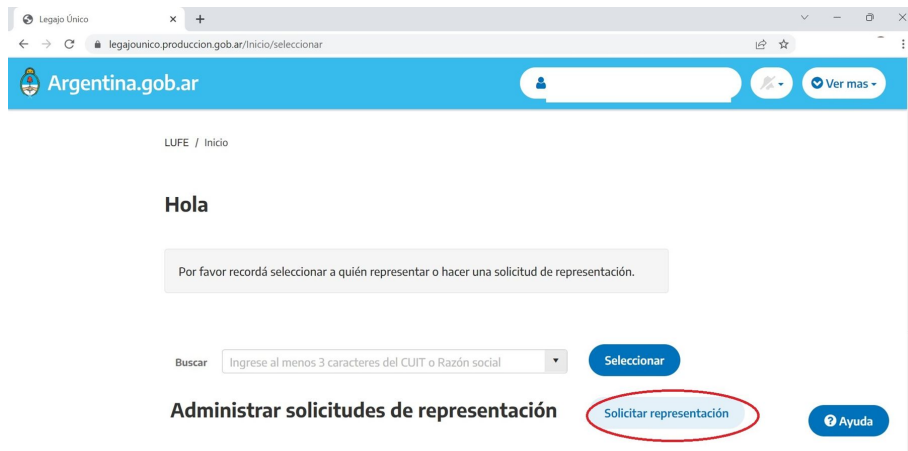 Legajo Único
legajounico.produccion.gob.ar/Inicio/seleccionar
Argentina.gob.ar
Ver mas
LUFE / Inicio
Hola
Por favor recordá seleccionar a quién representar o hacer una solicitud de representación.
Buscar Ingrese al menos 3 caracteres del CUIT o Razón social Seleccionar
Administrar solicitudes de representación Solicitar representación
Ayuda